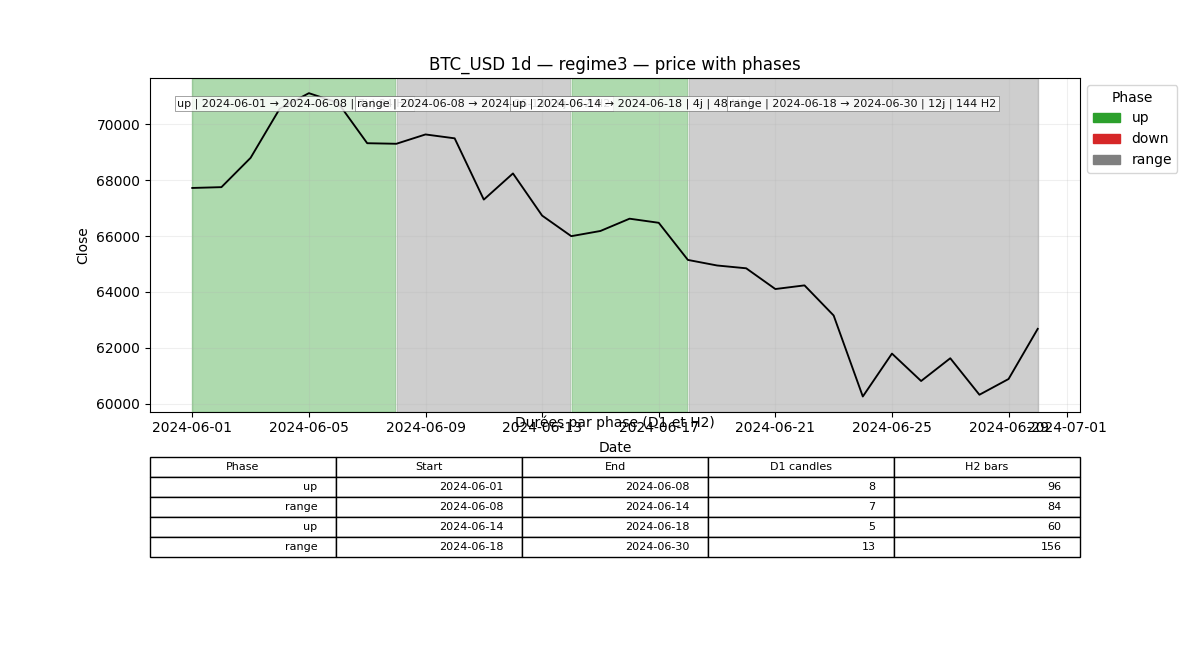 BTC_USD 1d — regime3 — price with phases
up | 2024-06-01 → 2024-06-08 |
range | 2024-06-08 → 2024
up | 2024-06-14 → 2024-06-18 | 4j | 48
range | 2024-06-18 → 2024-06-30 | 12j | 144 H2
Phase
up
down
range
Close
70000
68000
66000
64000
62000
60000
2024-06-01 2024-06-05 2024-06-09 2024-06-13 2024-06-17 2024-06-21 2024-06-25 2024-06-29 2024-07-01
Durées par phase (D1 et H2)
Date
Phase Start End D1 candles H2 bars
up 2024-06-01 2024-06-08 8 96
range 2024-06-08 2024-06-14 7 84
up 2024-06-14 2024-06-18 5 60
range 2024-06-18 2024-06-30 13 156